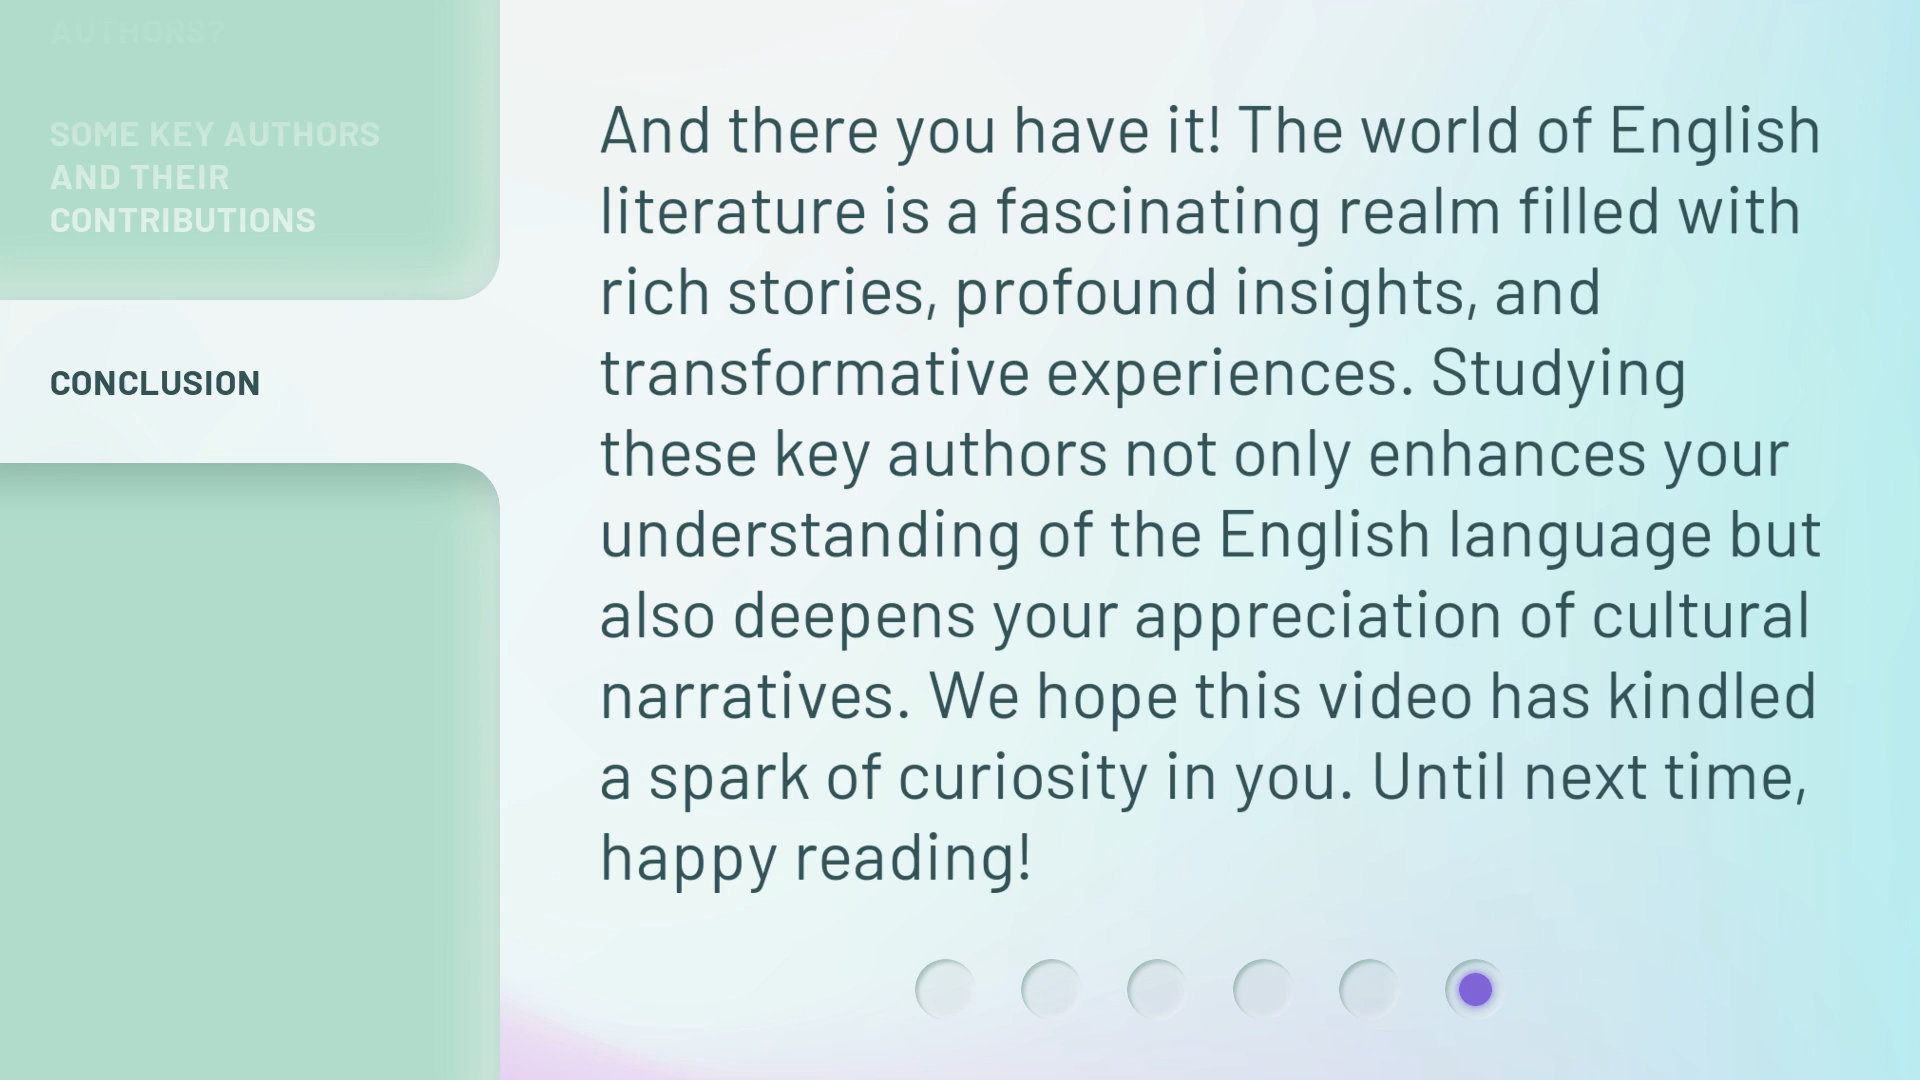 AUTHORS?
SOME KEY AUTHORS
AND THEIR
CONTRIBUTIONS
CONCLUSION
And there you have it! The world of English
literature is a fascinating realm filled with
rich stories, profound insights, and
transformative experiences. Studying
these key authors not only enhances your
understanding of the English language but
also deepens your appreciation of cultural
narratives. We hope this video has kindled
a spark of curiosity in you. Until next time,
happy reading!